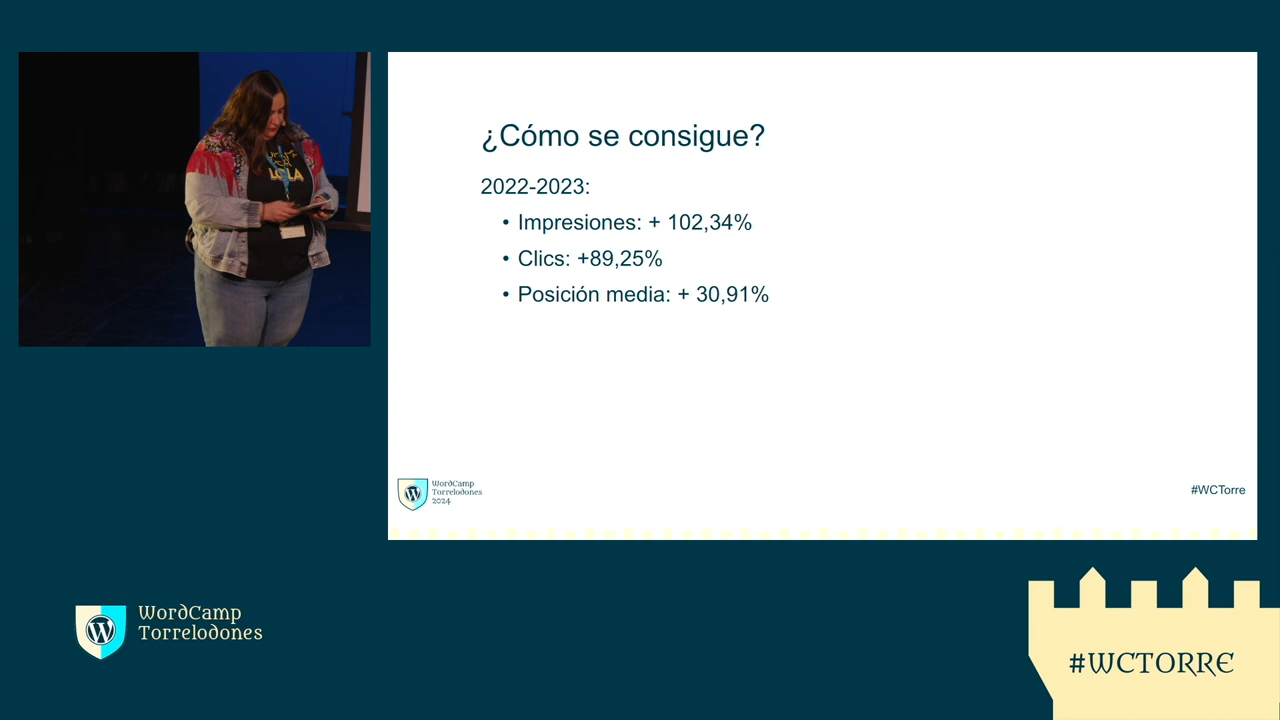 LOLA
¿Cómo se consigue?
2022-2023:
• Impresiones: + 102,34%
• Clics: +89,25%
• Posición media: + 30,91%
WordCamp
Torrelodones
2024
#WCTorre
WordCamp
Torrelodones
#WCTORRE